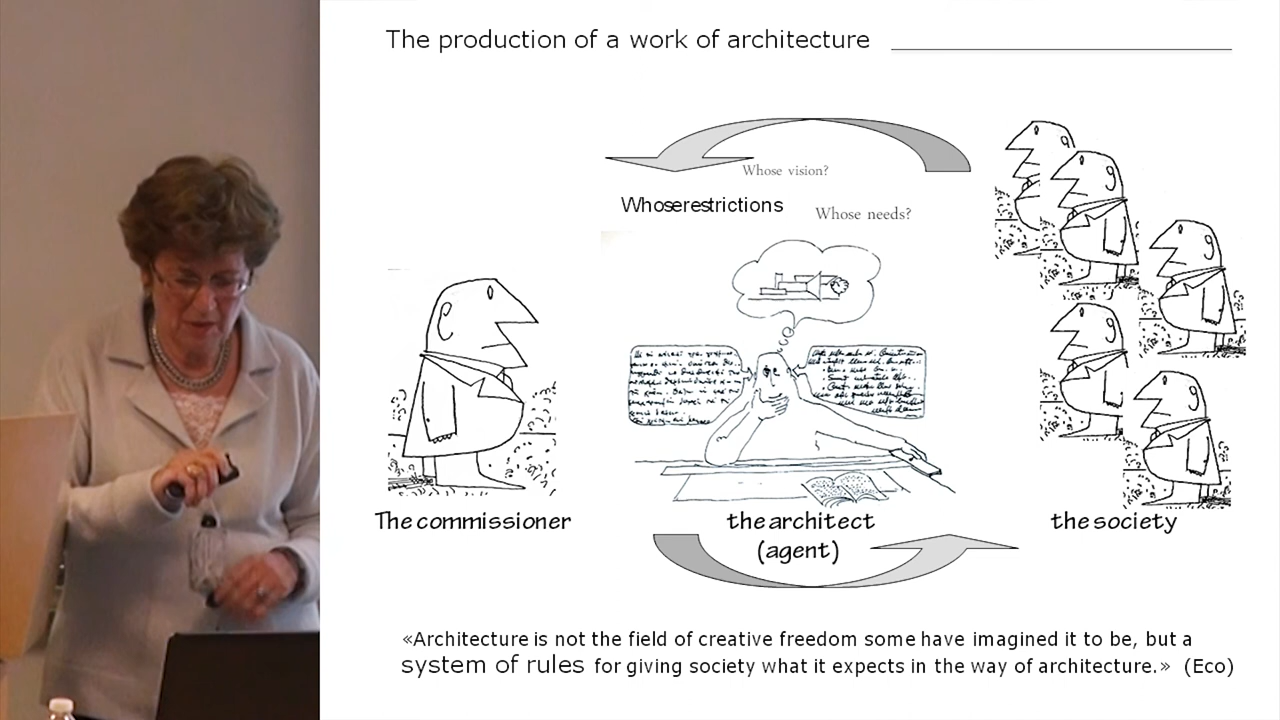 The production of a work of architecture
Whose vision?
Whose restrictions
Whose needs?
The commissioner
the architect
(agent)
the society
«Architecture is not the field of creative freedom some have imagined it to be, but a
system of rules for giving society what it expects in the way of architecture.» (Eco)